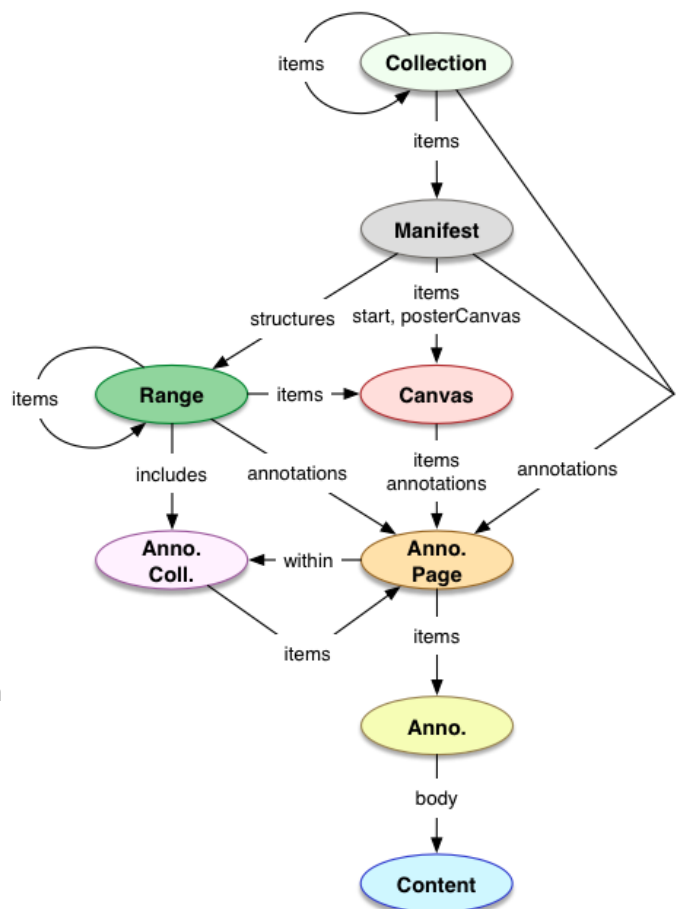 Collection
items
items
Manifest
items
start, posterCanvas
structures
Range
items
items
Canvas
includes
annotations
items
annotations
annotations
Anno.
Coll.
within
Anno.
Page
items
items
Anno.
body
Content